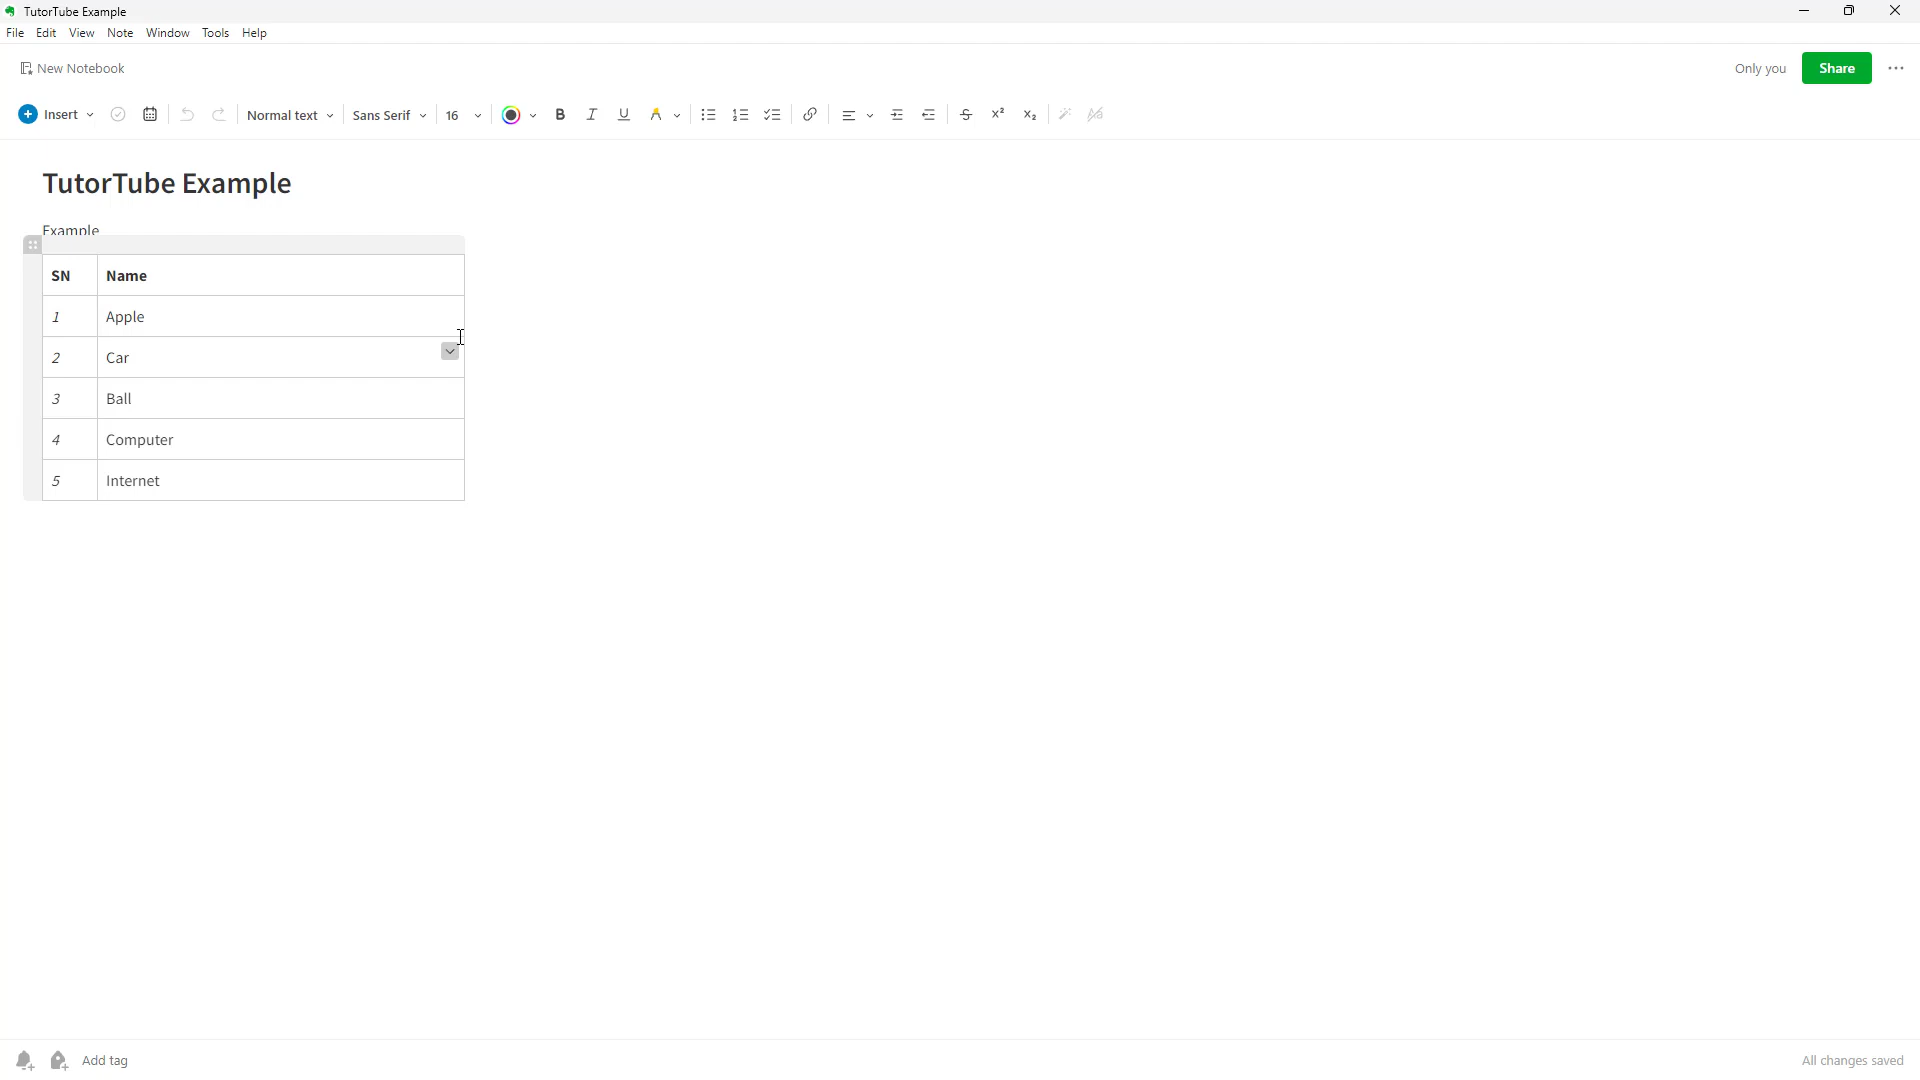 TutorTube Example
File Edit View Note Window Tools Help
New Notebook
Only you Share
Insert Normal text Sans Serif 16
TutorTube Example
Example
SN Name
1 Apple
2 Car
3 Ball
4 Computer
5 Internet
Add tag
All changes saved